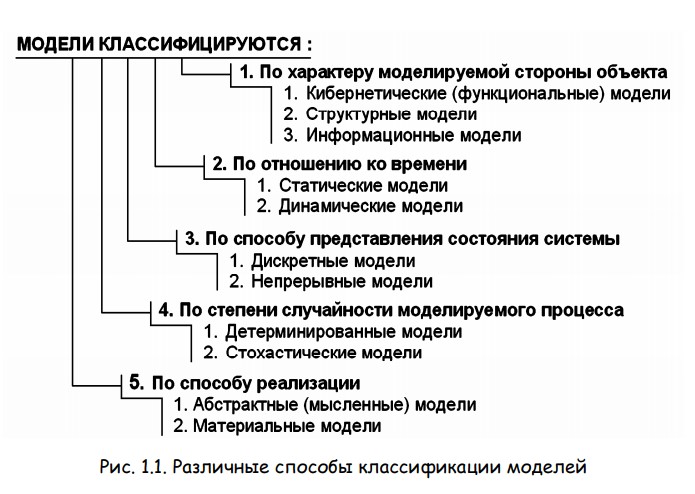 МОДЕЛИ КЛАССИФИЦИРУЮТСЯ :
1. По характеру моделируемой стороны объекта
1. Кибернетические (функциональные) модели
2. Структурные модели
3. Информационные модели
2. По отношению ко времени
1. Статические модели
2. Динамические модели
3. По способу представления состояния системы
1. Дискретные модели
2. Непрерывные модели
4. По степени случайности моделируемого процесса
1. Детерминированные модели
2. Стохастические модели
5. По способу реализации
1. Абстрактные (мысленные) модели
2. Материальные модели
Рис. 1.1. Различные способы классификации моделей